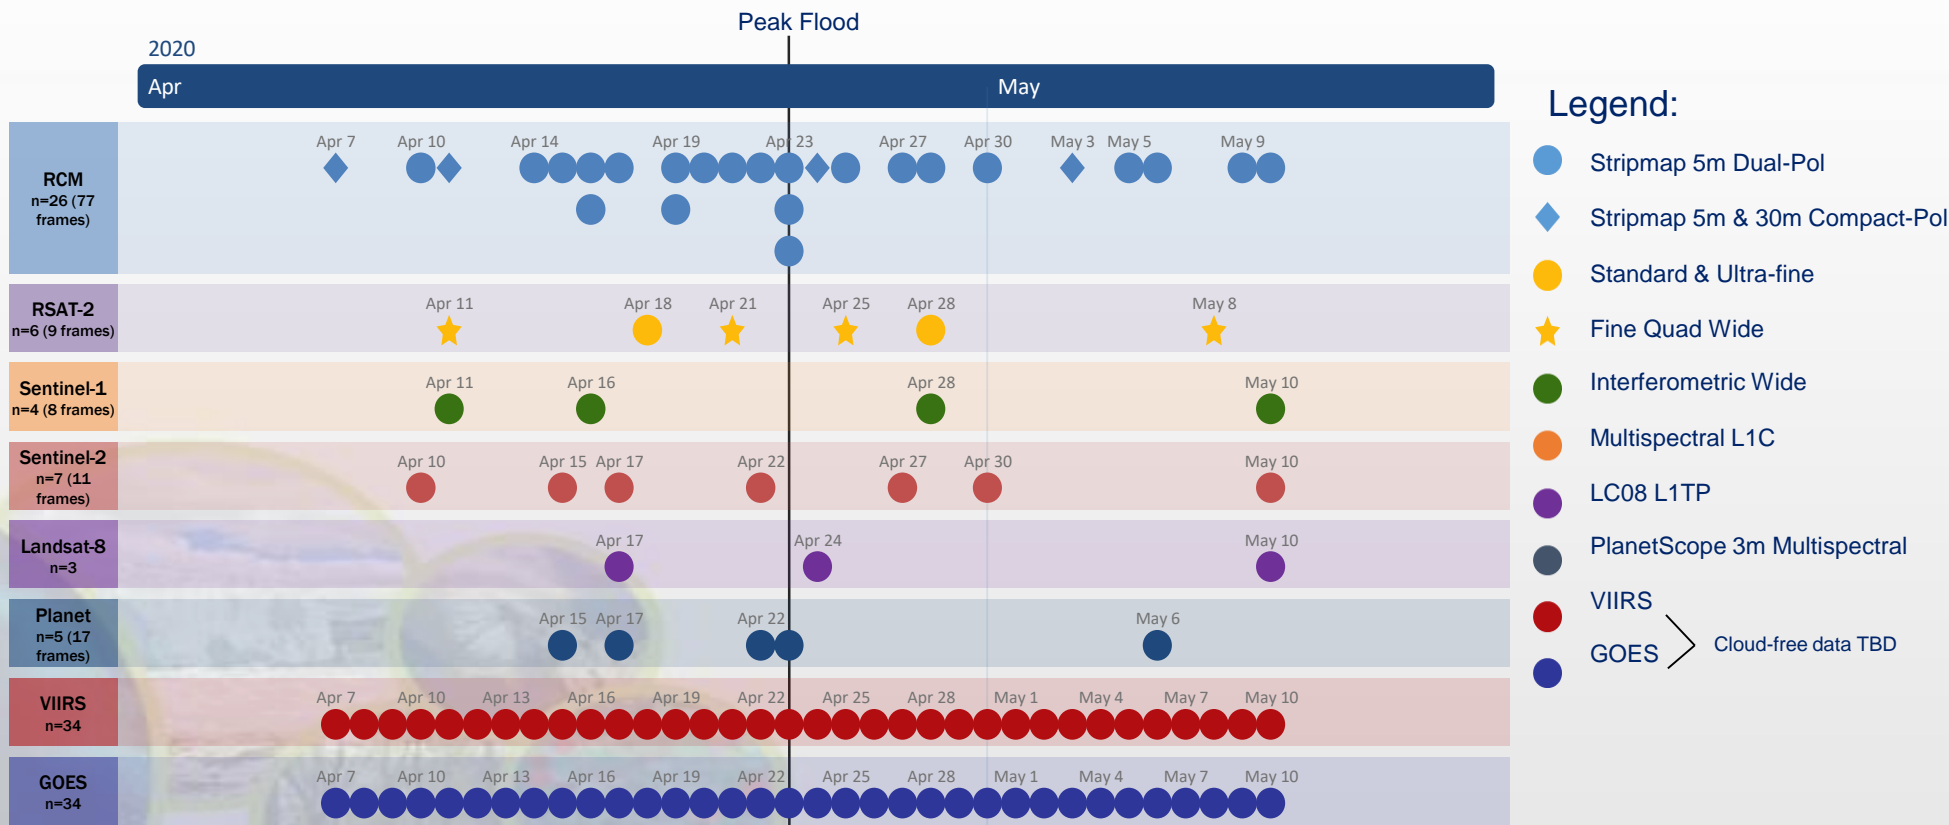 Peak Flood
2020
Apr May
RCM
n=26 (77
frames)
Apr 7 Apr 10 Apr 14 Apr 19 Apr 23 Apr 27 Apr 30 May 3 May 5 May 9
RSAT-2
n=6 (9 frames)
Apr 11 Apr 18 Apr 21 Apr 25 Apr 28 May 8
Sentinel-1
n=4 (8 frames)
Apr 11 Apr 16 Apr 28 May 10
Sentinel-2
n=7 (11
frames)
Apr 10 Apr 15 Apr 17 Apr 22 Apr 27 Apr 30 May 10
Landsat-8
n=3
Apr 17 Apr 24 May 10
Planet
n=5 (17
frames)
Apr 15 Apr 17 Apr 22 May 6
VIIRS
n=34
Apr 7 Apr 10 Apr 13 Apr 16 Apr 19 Apr 22 Apr 25 Apr 28 May 1 May 4 May 7 May 10
GOES
n=34
Apr 7 Apr 10 Apr 13 Apr 16 Apr 19 Apr 22 Apr 25 Apr 28 May 1 May 4 May 7 May 10
Legend:
Stripmap 5m Dual-Pol
Stripmap 5m & 30m Compact-Pol
Standard & Ultra-fine
Fine Quad Wide
Interferometric Wide
Multispectral L1C
LC08 L1TP
PlanetScope 3m Multispectral
VIIRS
GOES
Cloud-free data TBD